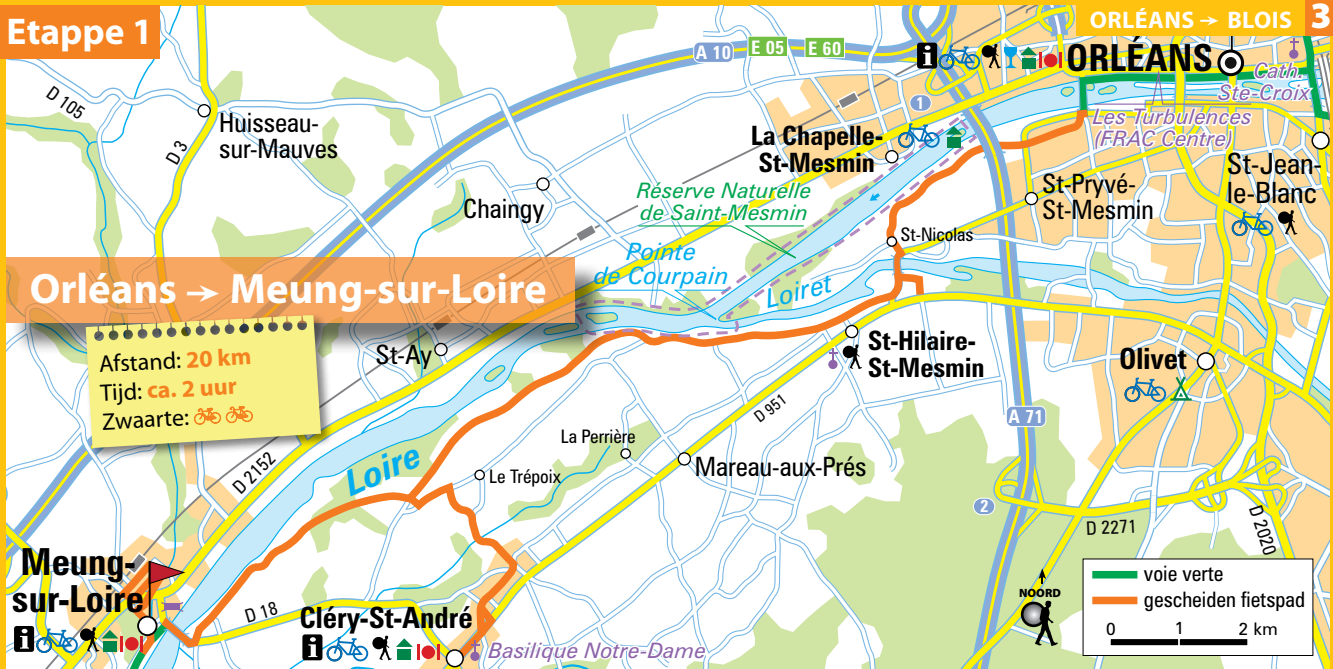 Etappe 1
ORLÉANS → BLOIS 3
A 10
E 05
E 60
i
ORLÉANS
Cath.
Ste-Croix
Les Turbulences
(FRAC Centre)
D 105
D 3
Huisseau-
sur-Mauves
1
La Chapelle-
St-Mesmin
St-Jean-
le-Blanc
Chaingy
Réserve Naturelle
de Saint-Mesmin
St-Pryvé-
St-Mesmin
St-Nicolas
Pointe
de Courpain
Loiret
Orléans → Meung-sur-Loire
Afstand: 20 km
Tijd: ca. 2 uur
Zwaarte:
St-Ay
St-Hilaire-
St-Mesmin
Olivet
D 951
A 71
La Perrière
Loire
D 2152
Le Trépoix
Mareau-aux-Prés
2
D 2271
D 2020
Meung-
sur-Loire
i
D 18
Cléry-St-André
i
Basilique Notre-Dame
NOORD
voie verte
gescheiden fietspad
0 1 2 km